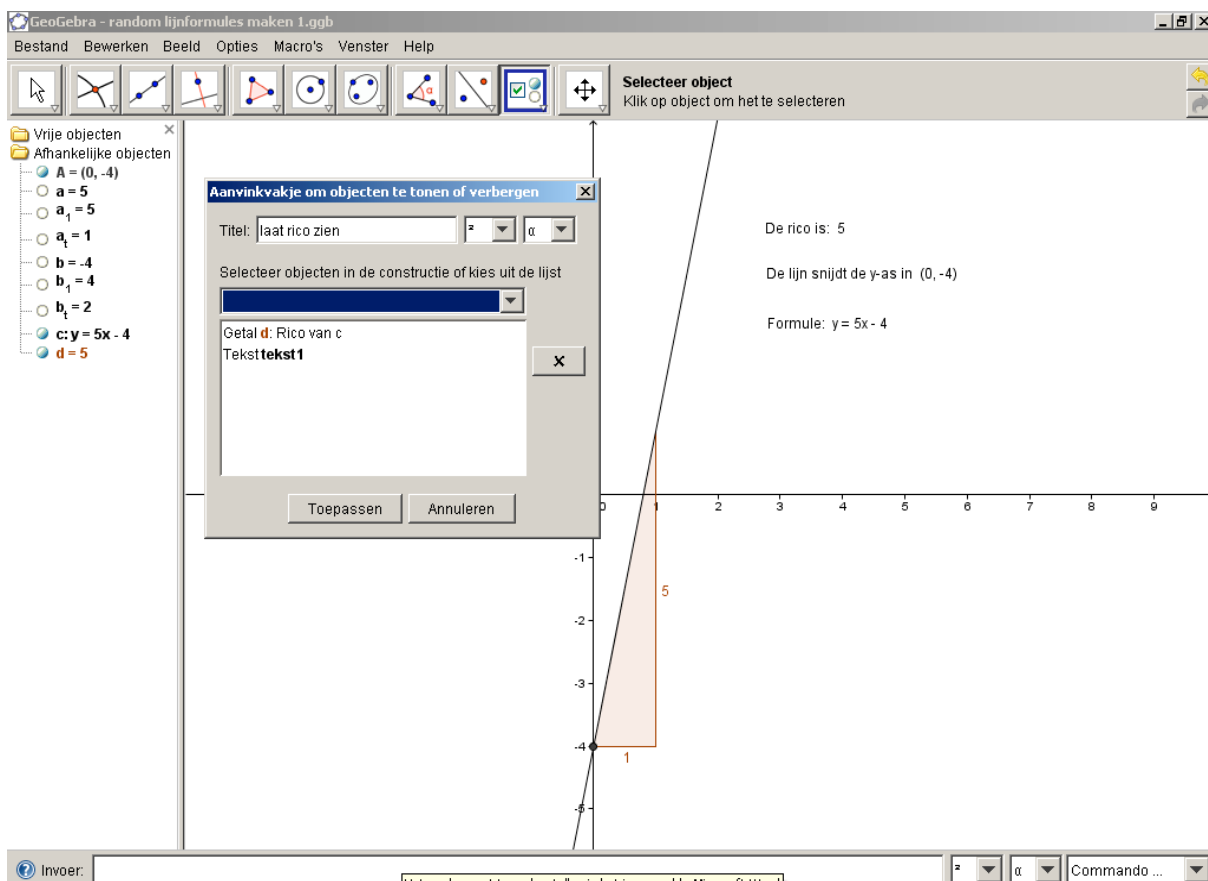 GeoGebra - random lijnformules maken 1.ggb
Bestand Bewerken Beeld Opties Macro's Venster Help
Selecteer object
Klik op object om het te selecteren
Vrije objecten
Afhankelijke objecten
A = (0, -4)
a = 5
a₁ = 5
aₜ = 1
b = -4
b₁ = 4
bₜ = 2
c: y = 5x - 4
d = 5
Aanvinkvakje om objecten te tonen of verbergen
Titel: laat rico zien ² α
Selecteer objecten in de constructie of kies uit de lijst
Getal d: Rico van c
Tekst tekst1
x
Toepassen Annuleren
De rico is: 5
De lijn snijdt de y-as in (0, -4)
Formule: y = 5x - 4
0 1 2 3 4 5 6 7 8 9
-1
-2
-3
-4
-5
5
1
Invoer: ² α Commando ...